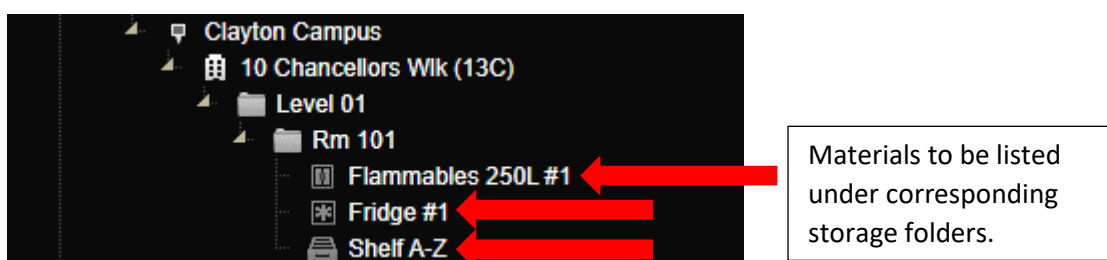 Clayton Campus
10 Chancellors Wlk (13C)
Level 01
Rm 101
Flammables 250L #1
Fridge #1
Shelf A-Z
Materials to be listed
under corresponding
storage folders.